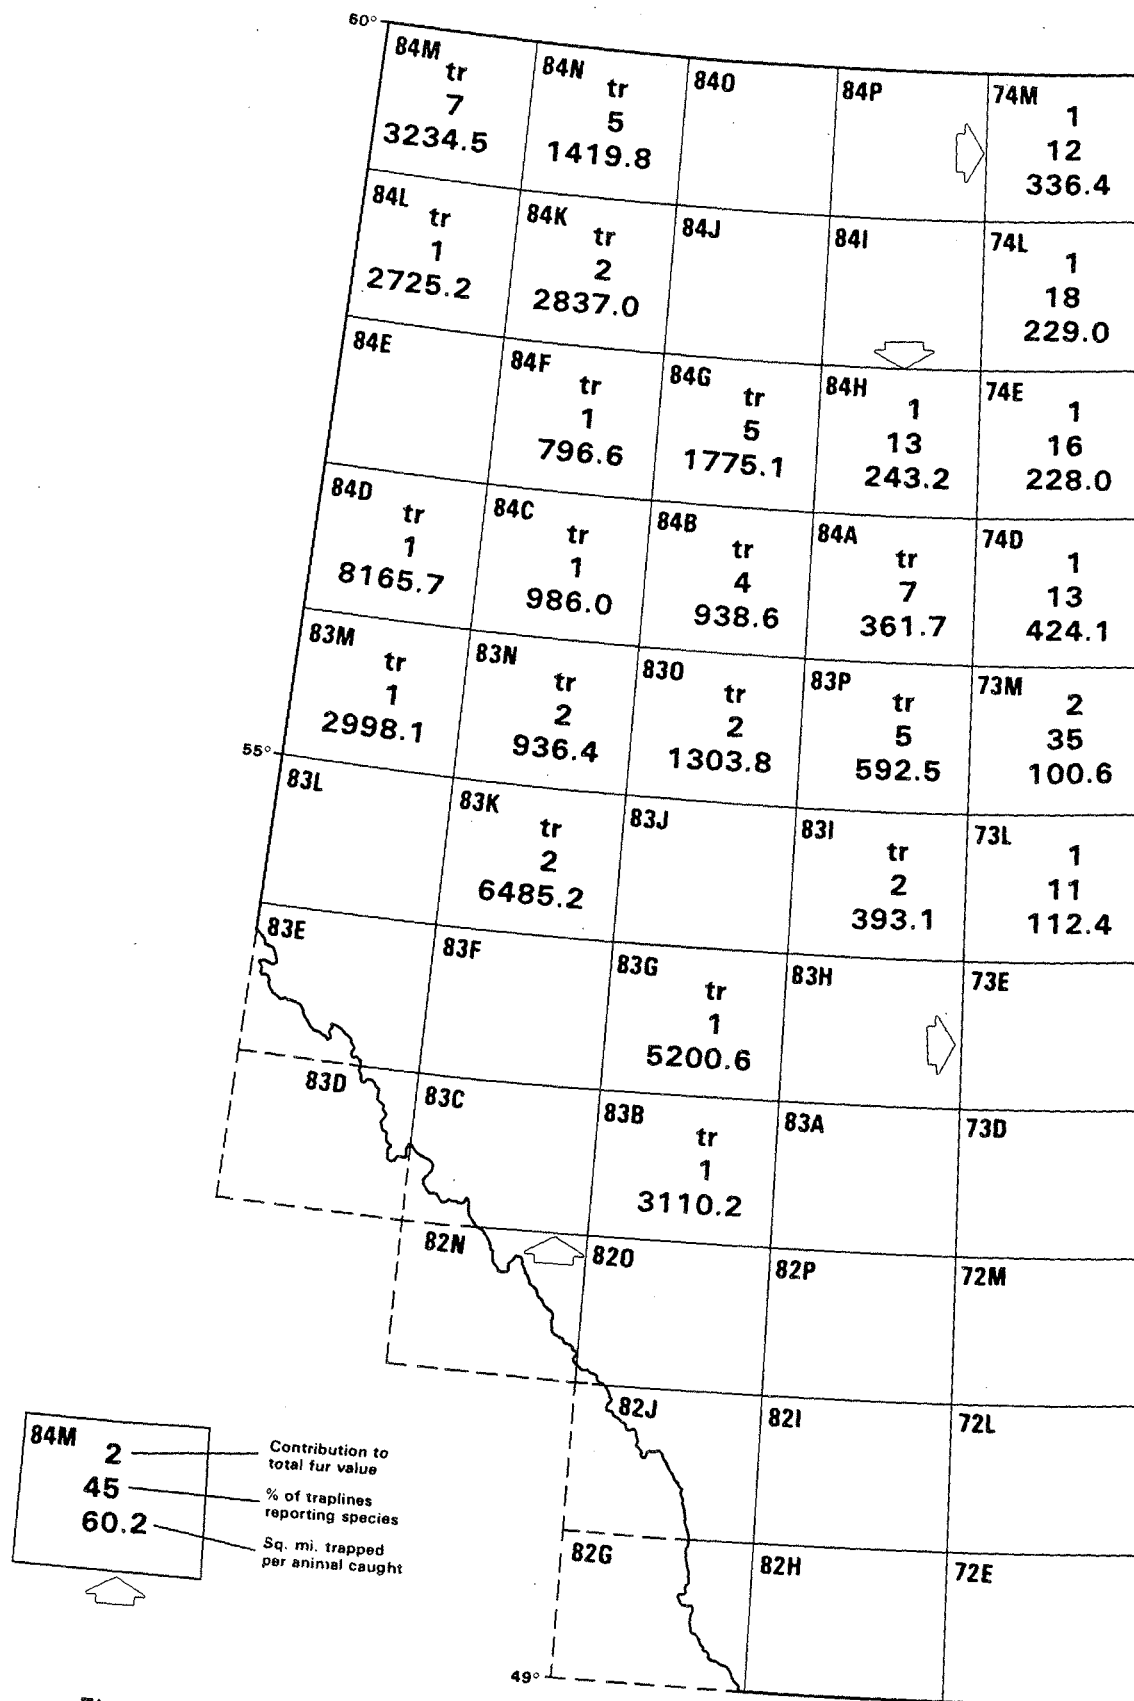 60°
84M
tr
7
3234.5
84N
tr
5
1419.8
84O
84P
74M
1
12
336.4
84L
tr
1
2725.2
84K
tr
2
2837.0
84J
84I
74L
1
18
229.0
84E
84F
tr
1
796.6
84G
tr
5
1775.1
84H
1
13
243.2
74E
1
16
228.0
84D
tr
1
8165.7
84C
tr
1
986.0
84B
tr
4
938.6
84A
tr
7
361.7
74D
1
13
424.1
83M
tr
1
2998.1
83N
tr
2
936.4
83O
tr
2
1303.8
83P
tr
5
592.5
73M
2
35
100.6
55°
83L
83K
tr
2
6485.2
83J
83I
tr
2
393.1
73L
1
11
112.4
83E
83F
83G
tr
1
5200.6
83H
73E
83D
83C
83B
tr
1
3110.2
83A
73D
82N
82O
82P
72M
82J
82I
72L
84M
2
45
60.2
Contribution to
total fur value
% of traplines
reporting species
Sq. mi. trapped
per animal caught
82G
82H
72E
49°